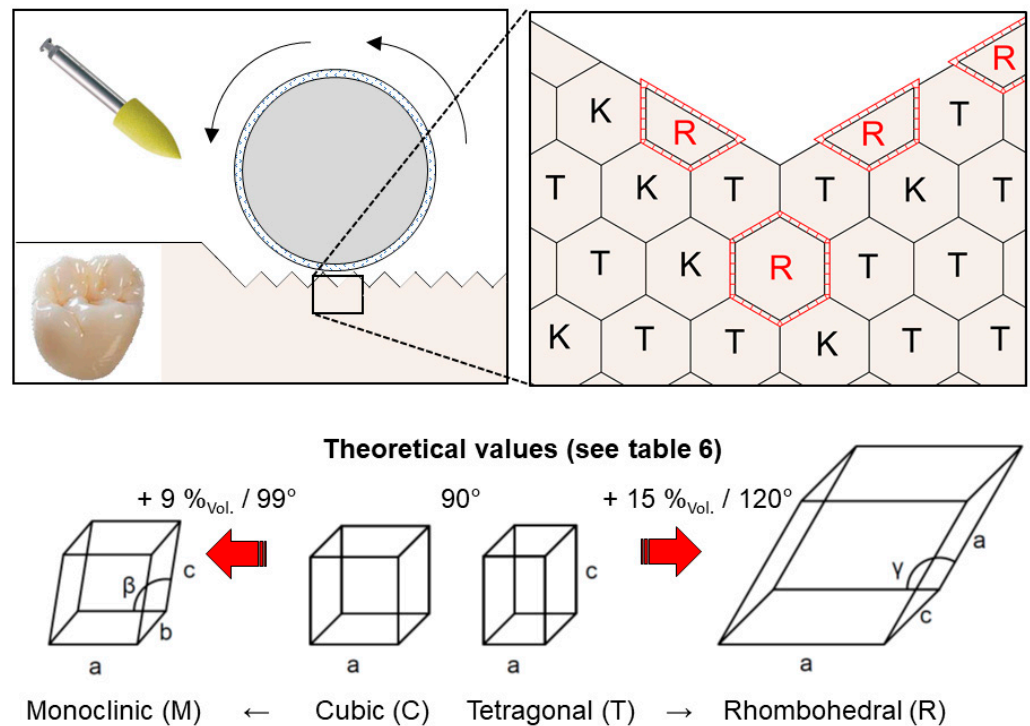 K R R R T
T K T T K T
T K R T T
K T T K T T
Theoretical values (see table 6)
+ 9 %Vol. / 99° 90° + 15 %Vol. / 120°
β c b a
a
c a
γ a c a
Monoclinic (M) ← Cubic (C) Tetragonal (T) → Rhombohedral (R)